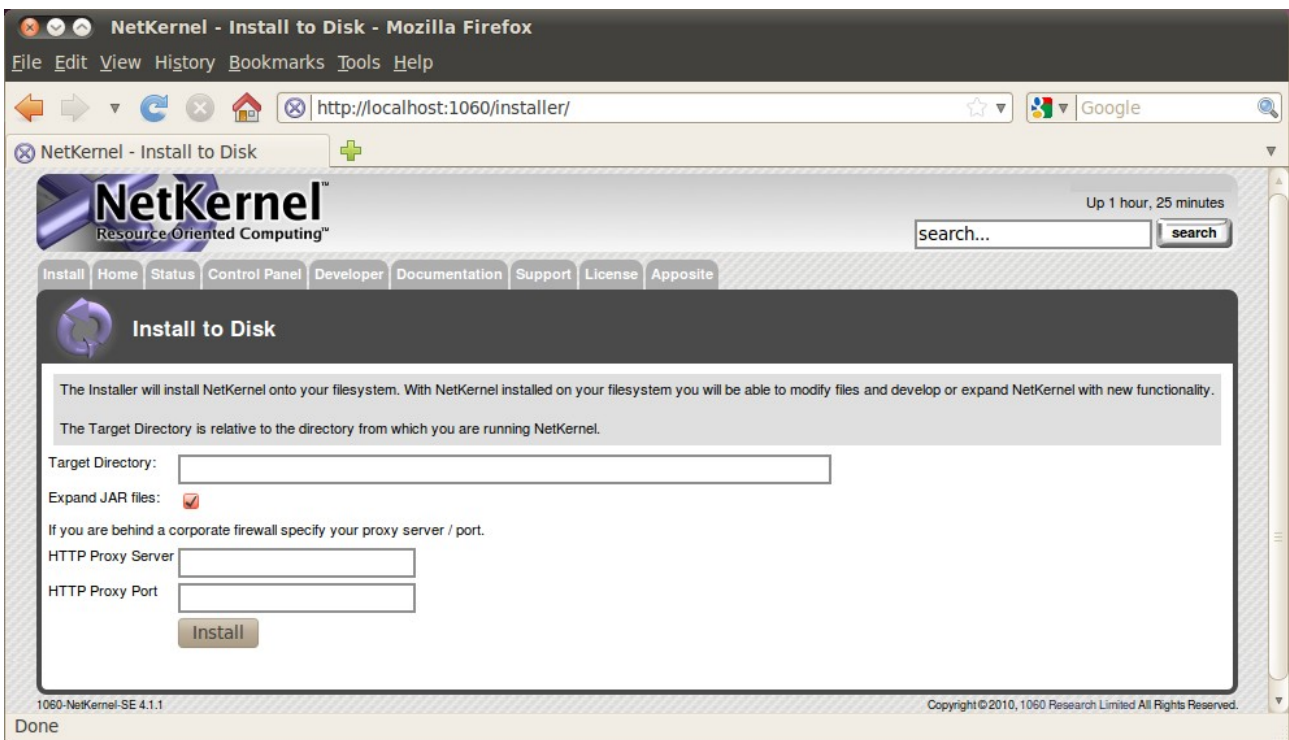 NetKernel - Install to Disk - Mozilla Firefox
File Edit View History Bookmarks Tools Help
http://localhost:1060/installer/
Google
NetKernel - Install to Disk
NetKernel™
Resource Oriented Computing™
Up 1 hour, 25 minutes
search...
search
Install Home Status Control Panel Developer Documentation Support License Apposite
Install to Disk
The Installer will install NetKernel onto your filesystem. With NetKernel installed on your filesystem you will be able to modify files and develop or expand NetKernel with new functionality.
The Target Directory is relative to the directory from which you are running NetKernel.
Target Directory:
Expand JAR files:
If you are behind a corporate firewall specify your proxy server / port.
HTTP Proxy Server
HTTP Proxy Port
Install
1060-NetKernel-SE 4.1.1
Copyright © 2010, 1060 Research Limited All Rights Reserved.
Done